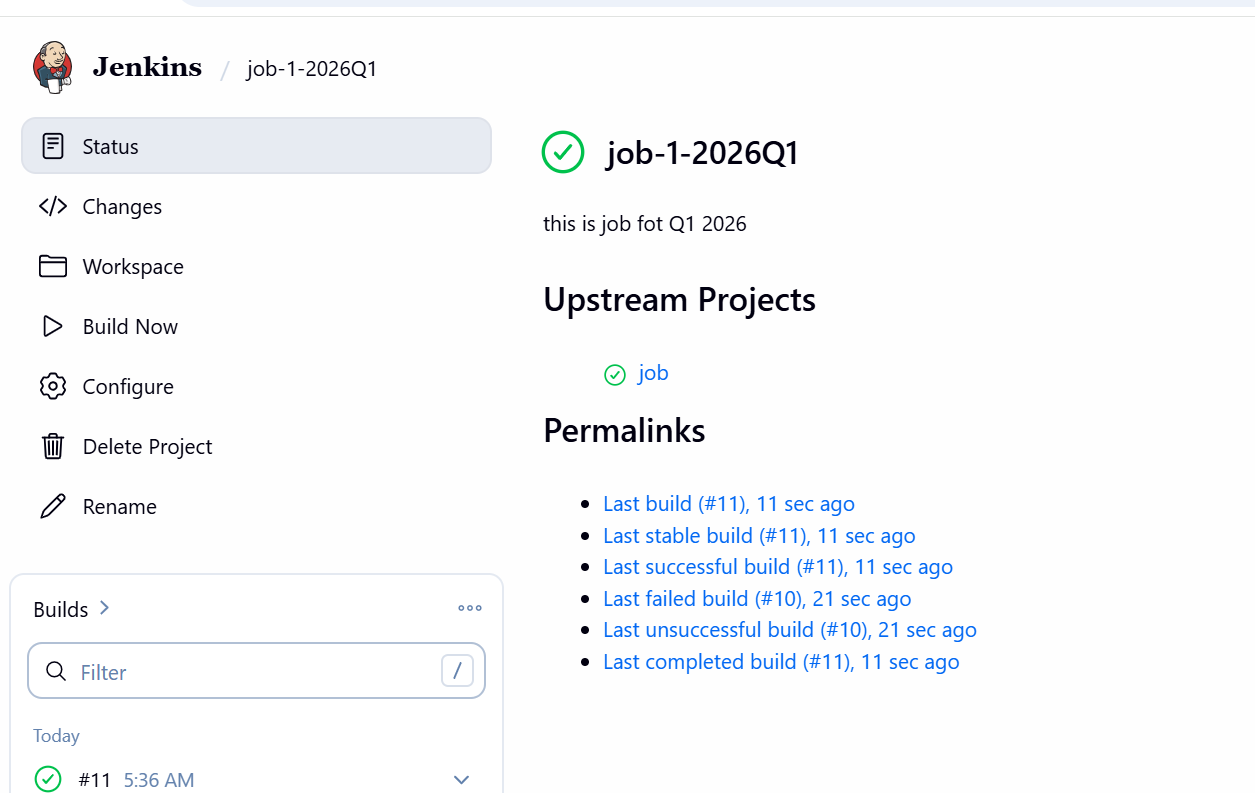 Jenkins / job-1-2026Q1
Status
Changes
Workspace
Build Now
Configure
Delete Project
Rename
Builds
Filter /
Today
#11 5:36 AM
job-1-2026Q1
this is job fot Q1 2026
Upstream Projects
job
Permalinks
Last build (#11), 11 sec ago
Last stable build (#11), 11 sec ago
Last successful build (#11), 11 sec ago
Last failed build (#10), 21 sec ago
Last unsuccessful build (#10), 21 sec ago
Last completed build (#11), 11 sec ago